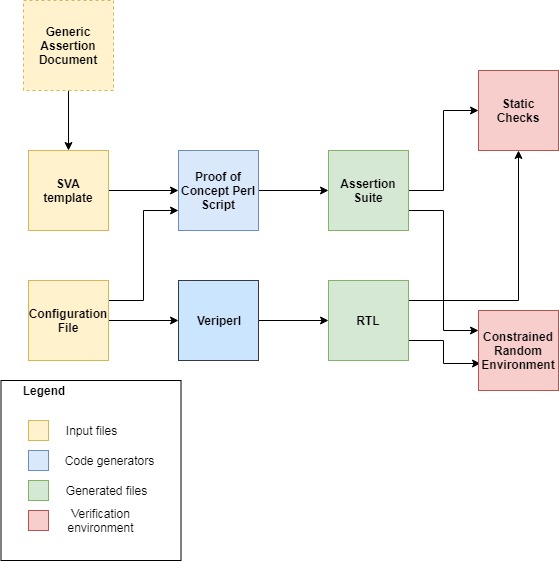 Generic
Assertion
Document
Static
Checks
SVA
template
Proof of
Concept Perl
Script
Assertion
Suite
Configuration
File
Veriperl
RTL
Constrained
Random
Environment
Legend
Input files
Code generators
Generated files
Verification
environment